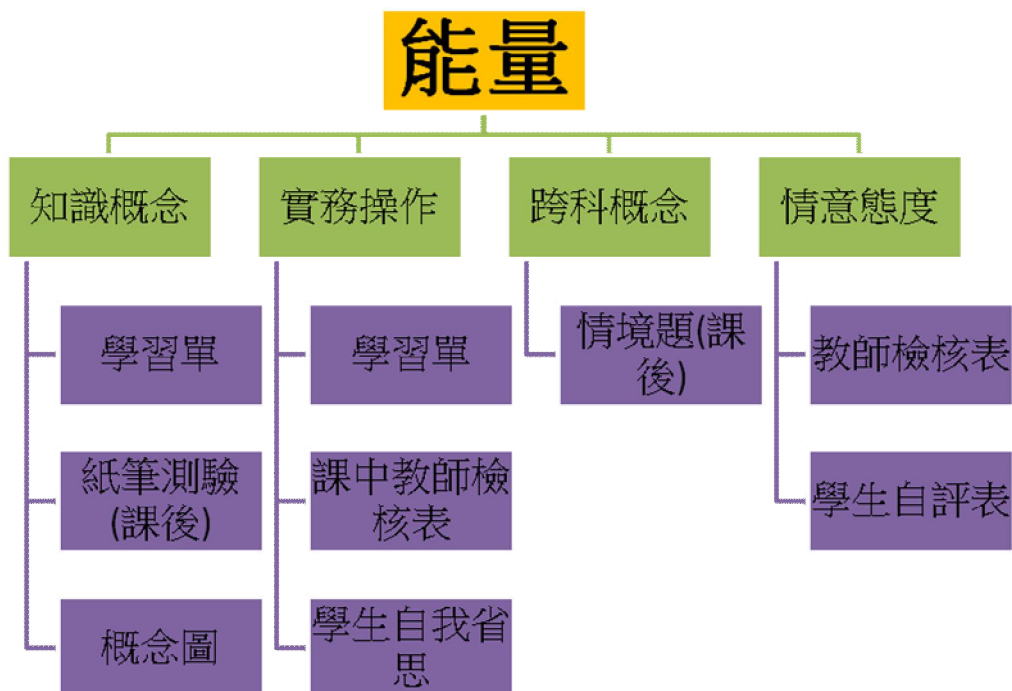 能量
知識概念
實務操作
跨科概念
情意態度
學習單
紙筆測驗
(課後)
概念圖
學習單
課中教師檢
核表
學生自我省
思
情境題(課
後)
教師檢核表
學生自評表